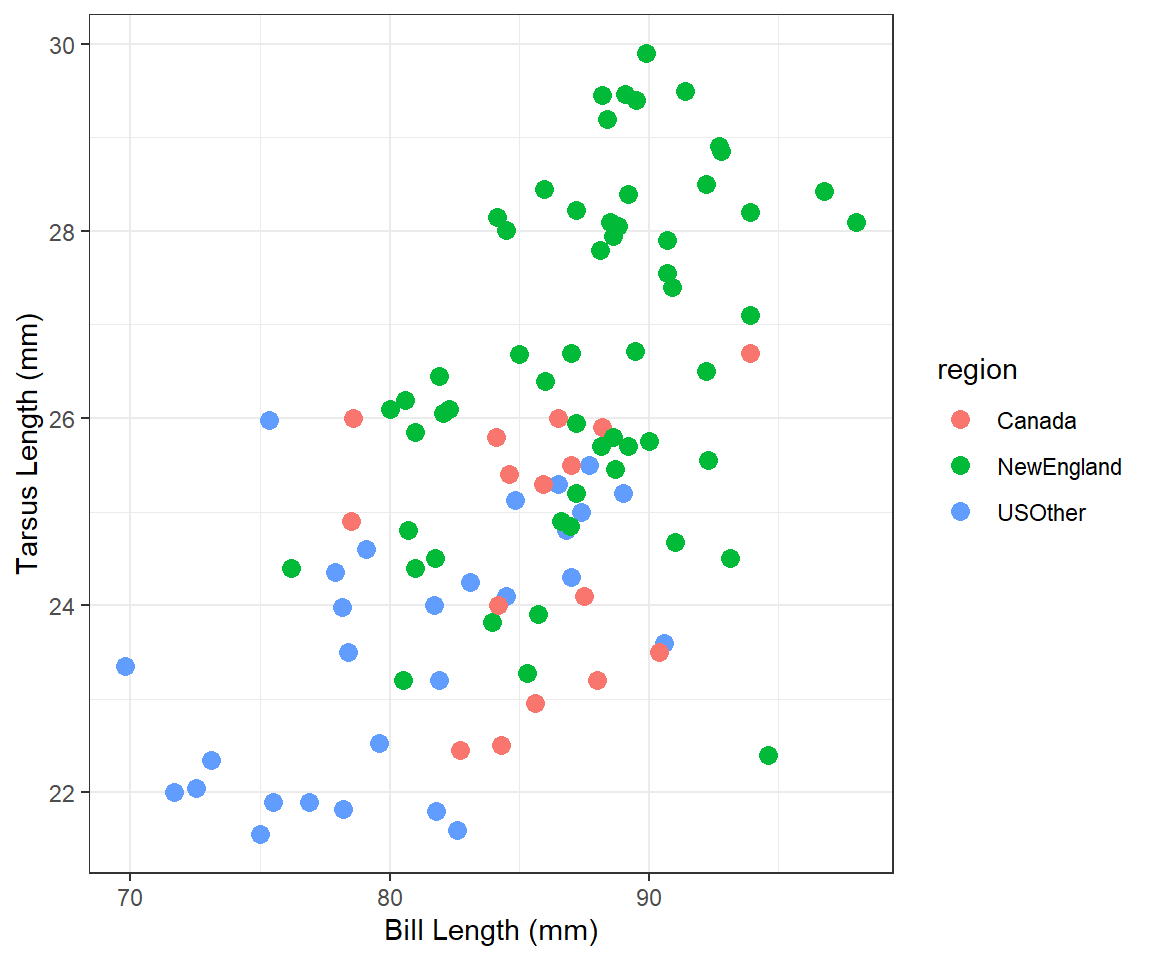 30
28
26
24
22
Tarsus Length (mm)
70 80 90
Bill Length (mm)
region
Canada
NewEngland
USOther